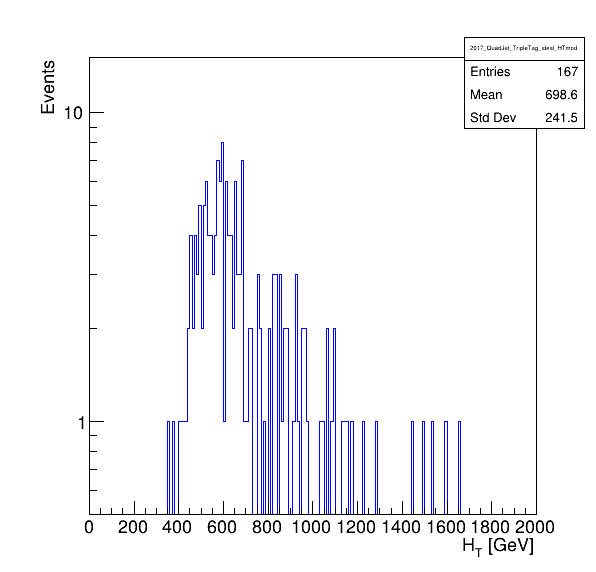 2017_QuadJet_TripleTag_ideal_HTmod
Entries 167
Mean 698.6
Std Dev 241.5
Events
10
1
0 200 400 600 800 1000 1200 1400 1600 1800 2000
H_T [GeV]